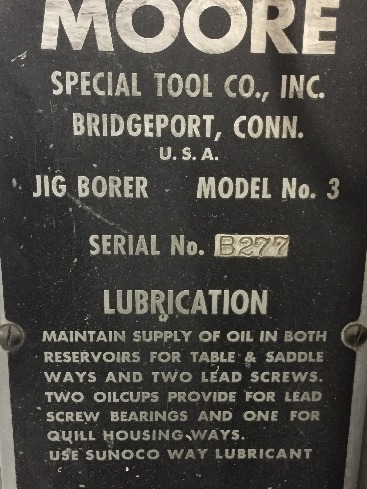 MOORE
SPECIAL TOOL CO., INC.
BRIDGEPORT, CONN.
U.S.A.
JIG BORER MODEL No. 3
SERIAL No. B277
LUBRICATION
MAINTAIN SUPPLY OF OIL IN BOTH
RESERVOIRS FOR TABLE & SADDLE
WAYS AND TWO LEAD SCREWS.
TWO OILCUPS PROVIDE FOR LEAD
SCREW BEARINGS AND ONE FOR
QUILL HOUSING WAYS.
USE SUNOCO WAY LUBRICANT